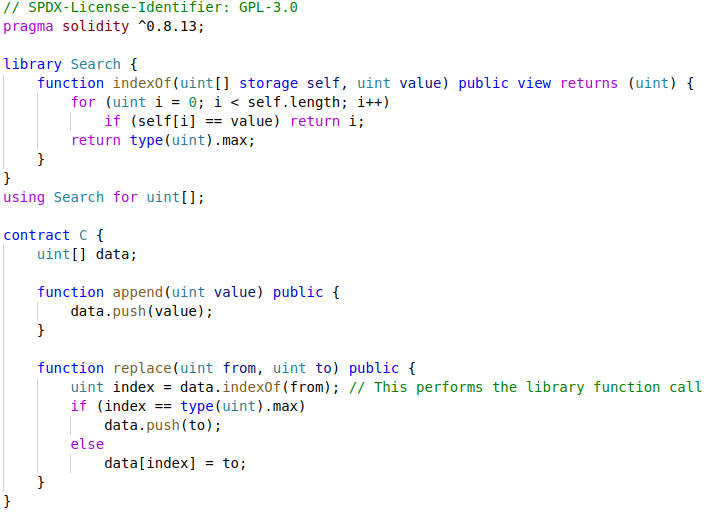 // SPDX-License-Identifier: GPL-3.0
pragma solidity ^0.8.13;

library Search {
    function indexOf(uint[] storage self, uint value) public view returns (uint) {
        for (uint i = 0; i < self.length; i++)
            if (self[i] == value) return i;
        return type(uint).max;
    }
}
using Search for uint[];

contract C {
    uint[] data;

    function append(uint value) public {
        data.push(value);
    }

    function replace(uint from, uint to) public {
        uint index = data.indexOf(from); // This performs the library function call
        if (index == type(uint).max)
            data.push(to);
        else
            data[index] = to;
    }
}